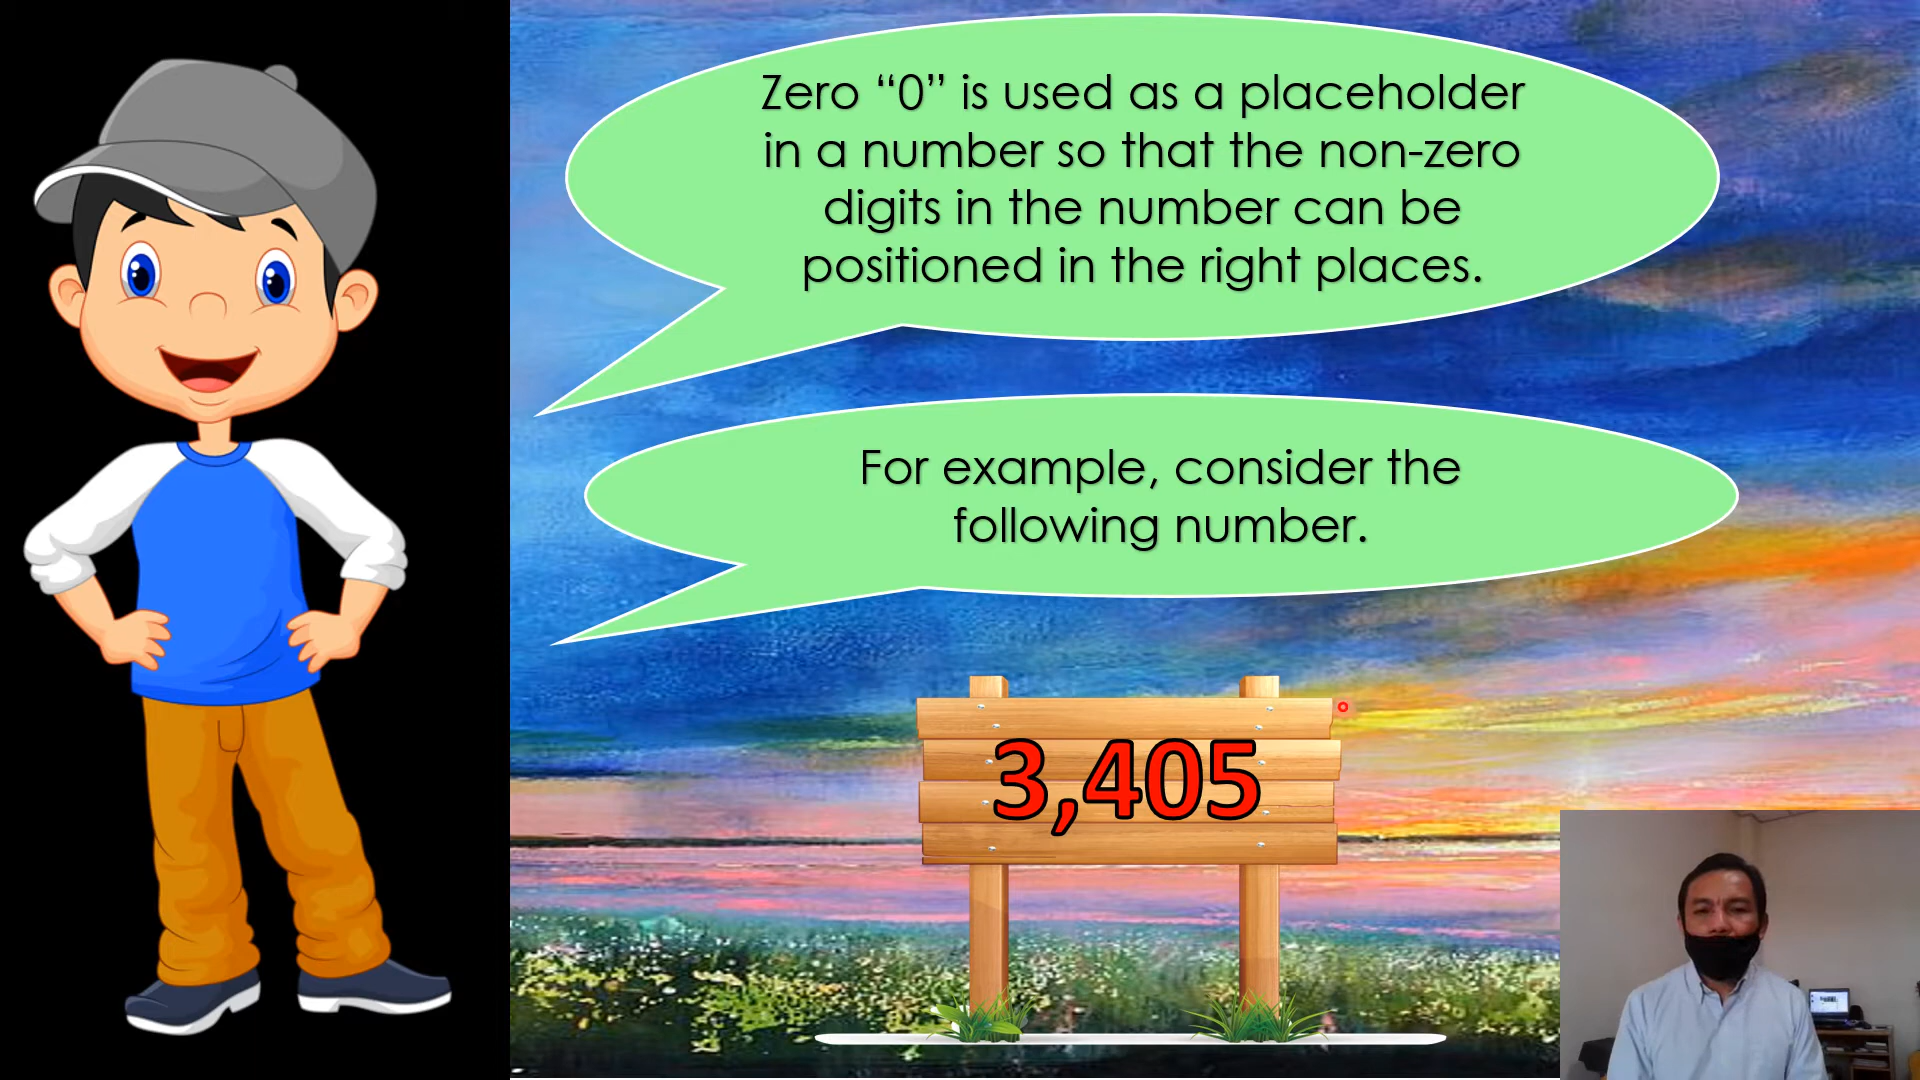 Zero “0” is used as a placeholder
in a number so that the non-zero
digits in the number can be
positioned in the right places.
For example, consider the
following number.
3,405